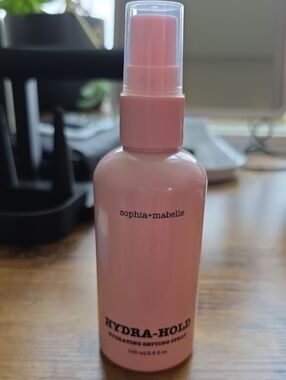 sophia+mabelle
HYDRA-HOLD
HYDRATING SETTING SPRAY